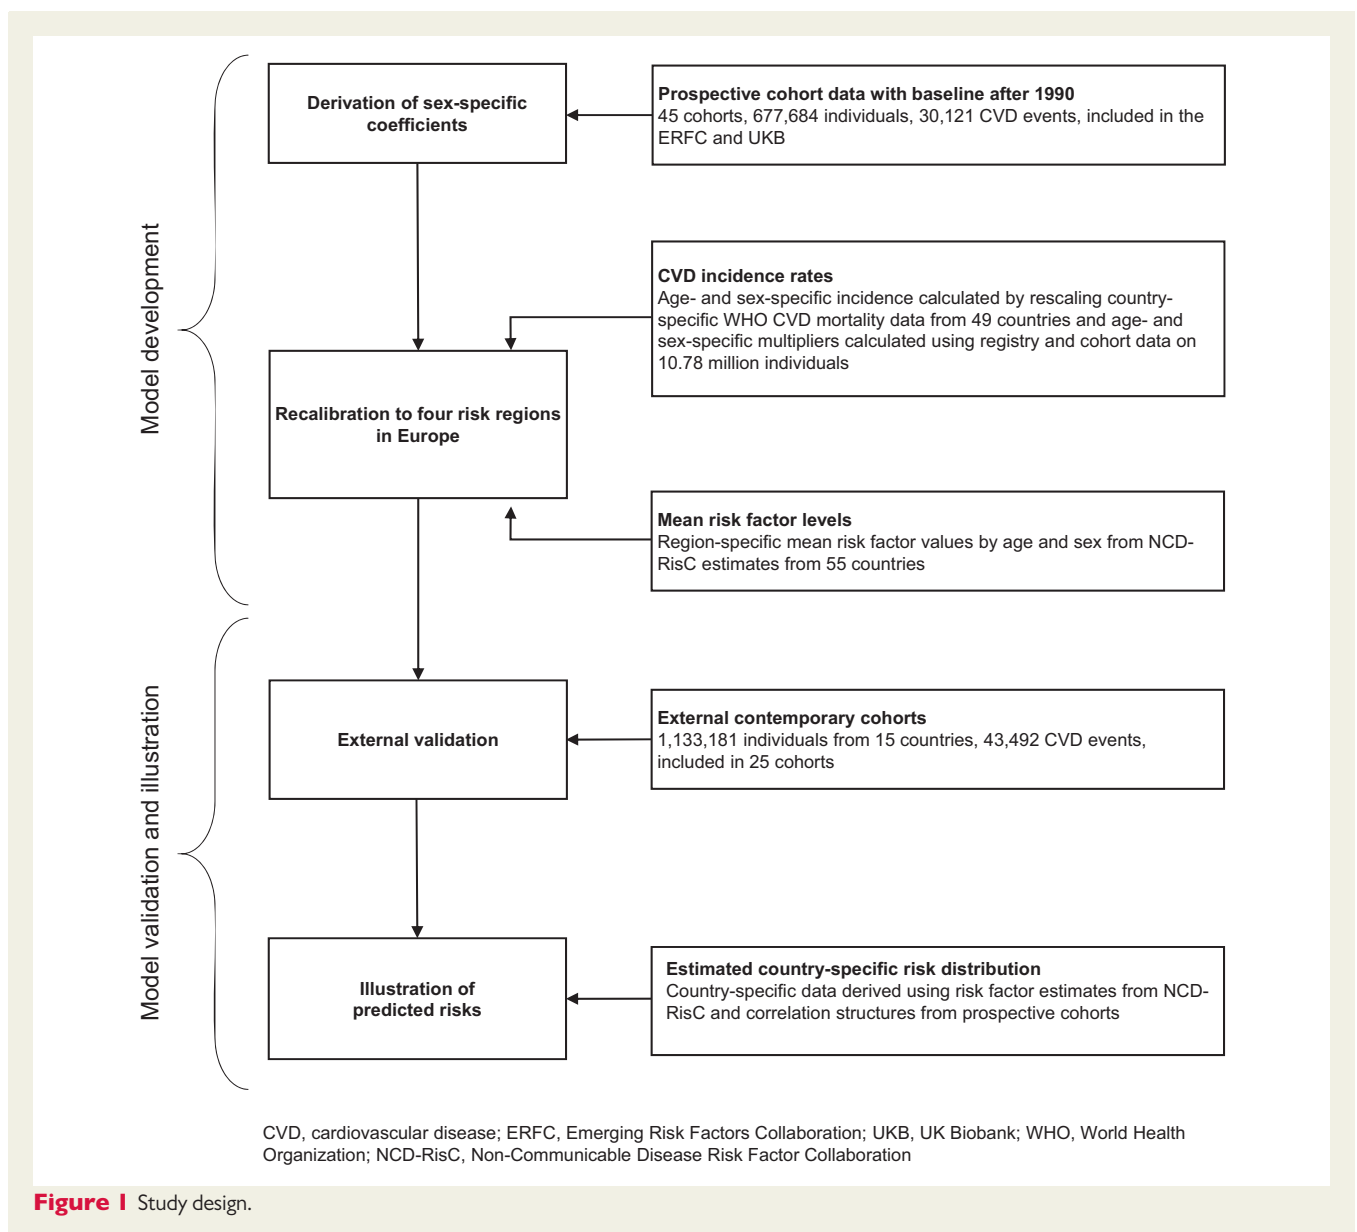 Model development
Derivation of sex-specific
coefficients
Prospective cohort data with baseline after 1990
45 cohorts, 677,684 individuals, 30,121 CVD events, included in the
ERFC and UKB
CVD incidence rates
Age- and sex-specific incidence calculated by rescaling country-
specific WHO CVD mortality data from 49 countries and age- and
sex-specific multipliers calculated using registry and cohort data on
10.78 million individuals
Recalibration to four risk regions
in Europe
Mean risk factor levels
Region-specific mean risk factor values by age and sex from NCD-
RisC estimates from 55 countries
Model validation and illustration
External validation
External contemporary cohorts
1,133,181 individuals from 15 countries, 43,492 CVD events,
included in 25 cohorts
Illustration of
predicted risks
Estimated country-specific risk distribution
Country-specific data derived using risk factor estimates from NCD-
RisC and correlation structures from prospective cohorts
CVD, cardiovascular disease; ERFC, Emerging Risk Factors Collaboration; UKB, UK Biobank; WHO, World Health
Organization; NCD-RisC, Non-Communicable Disease Risk Factor Collaboration
Figure 1 Study design.